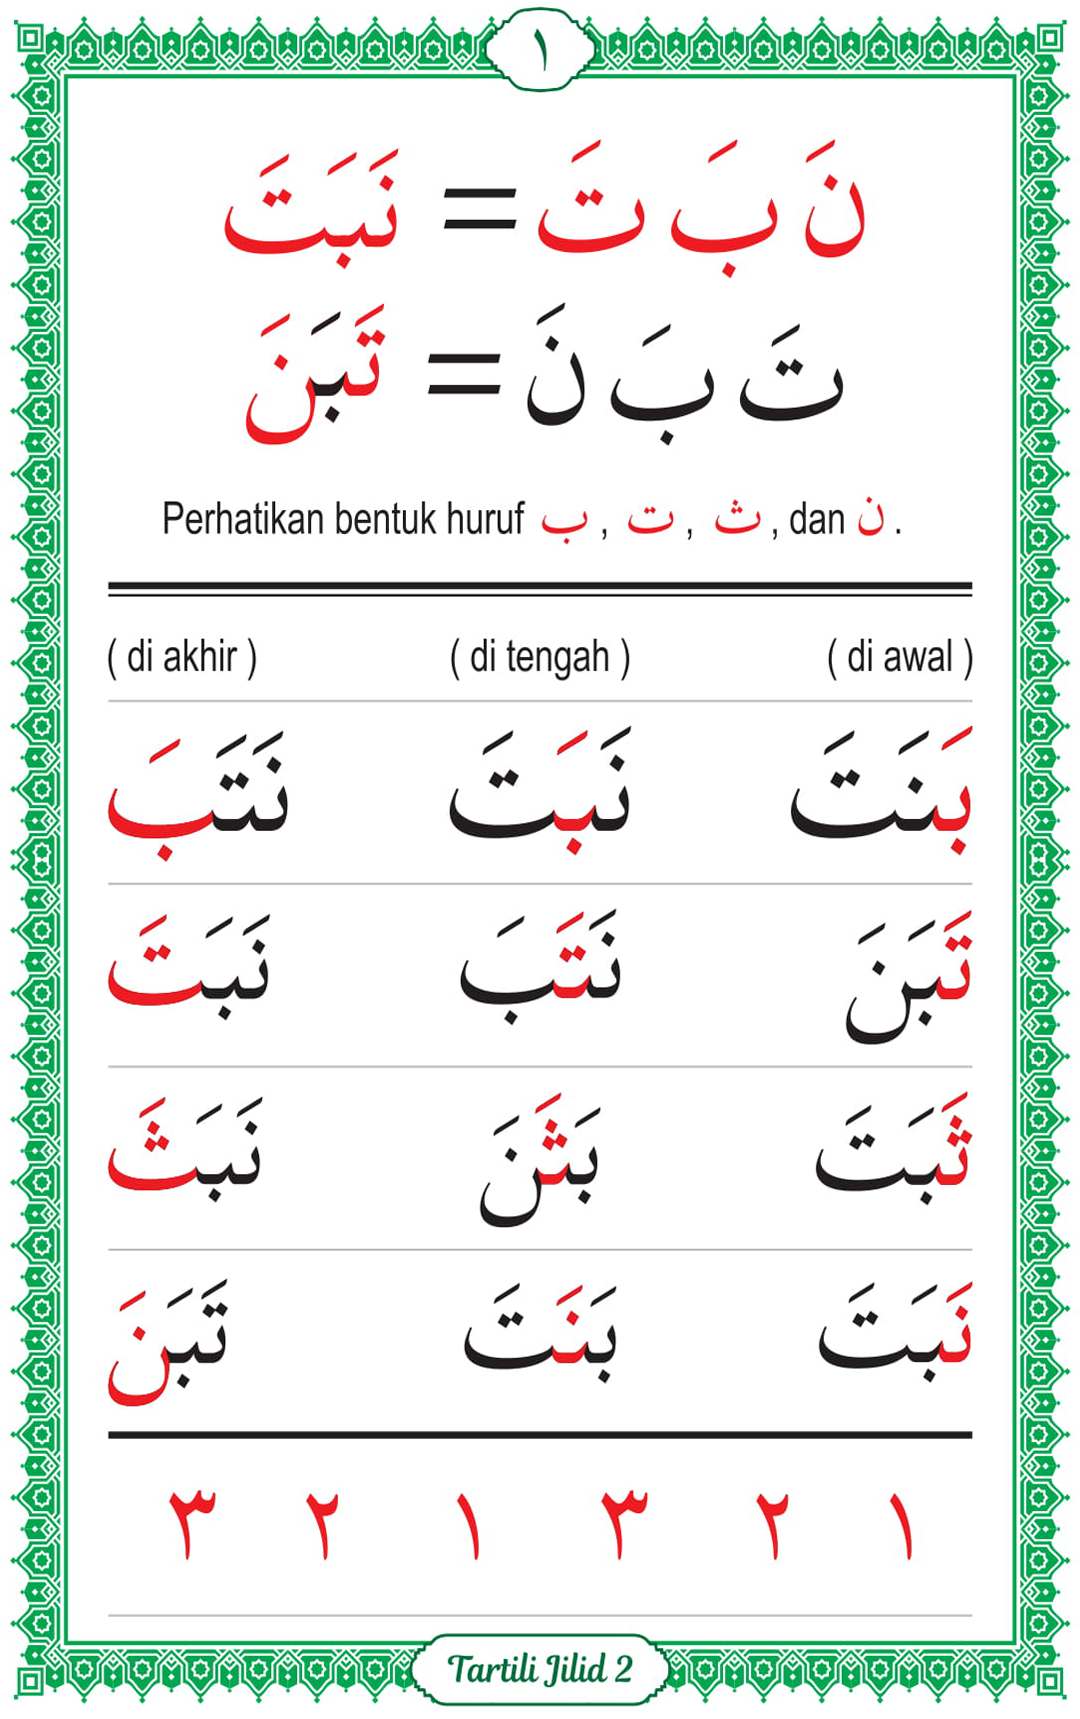 ١
نَ بَ تَ = نَبَتَ
تَ بَ نَ = تَبَنَ
Perhatikan bentuk huruf ب , ت , ث , dan ن .
( di awal ) ( di tengah ) ( di akhir )
بَنَتَ نَبَتَ نَتَبَ
تَبَنَ نَتَبَ نَبَتَ
ثَبَتَ بَثَنَ نَبَثَ
نَبَتَ بَنَتَ تَبَنَ
١ ٢ ٣ ١ ٢ ٣
Tartili Jilid 2